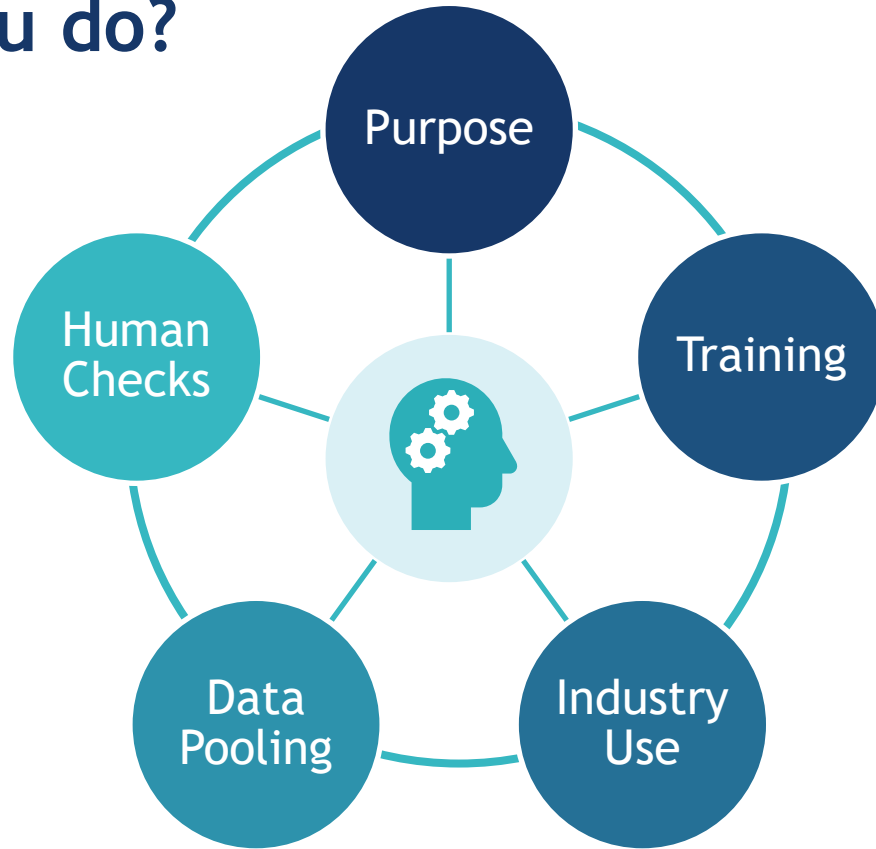 u do?
Purpose
Human
Checks
Training
Data
Pooling
Industry
Use